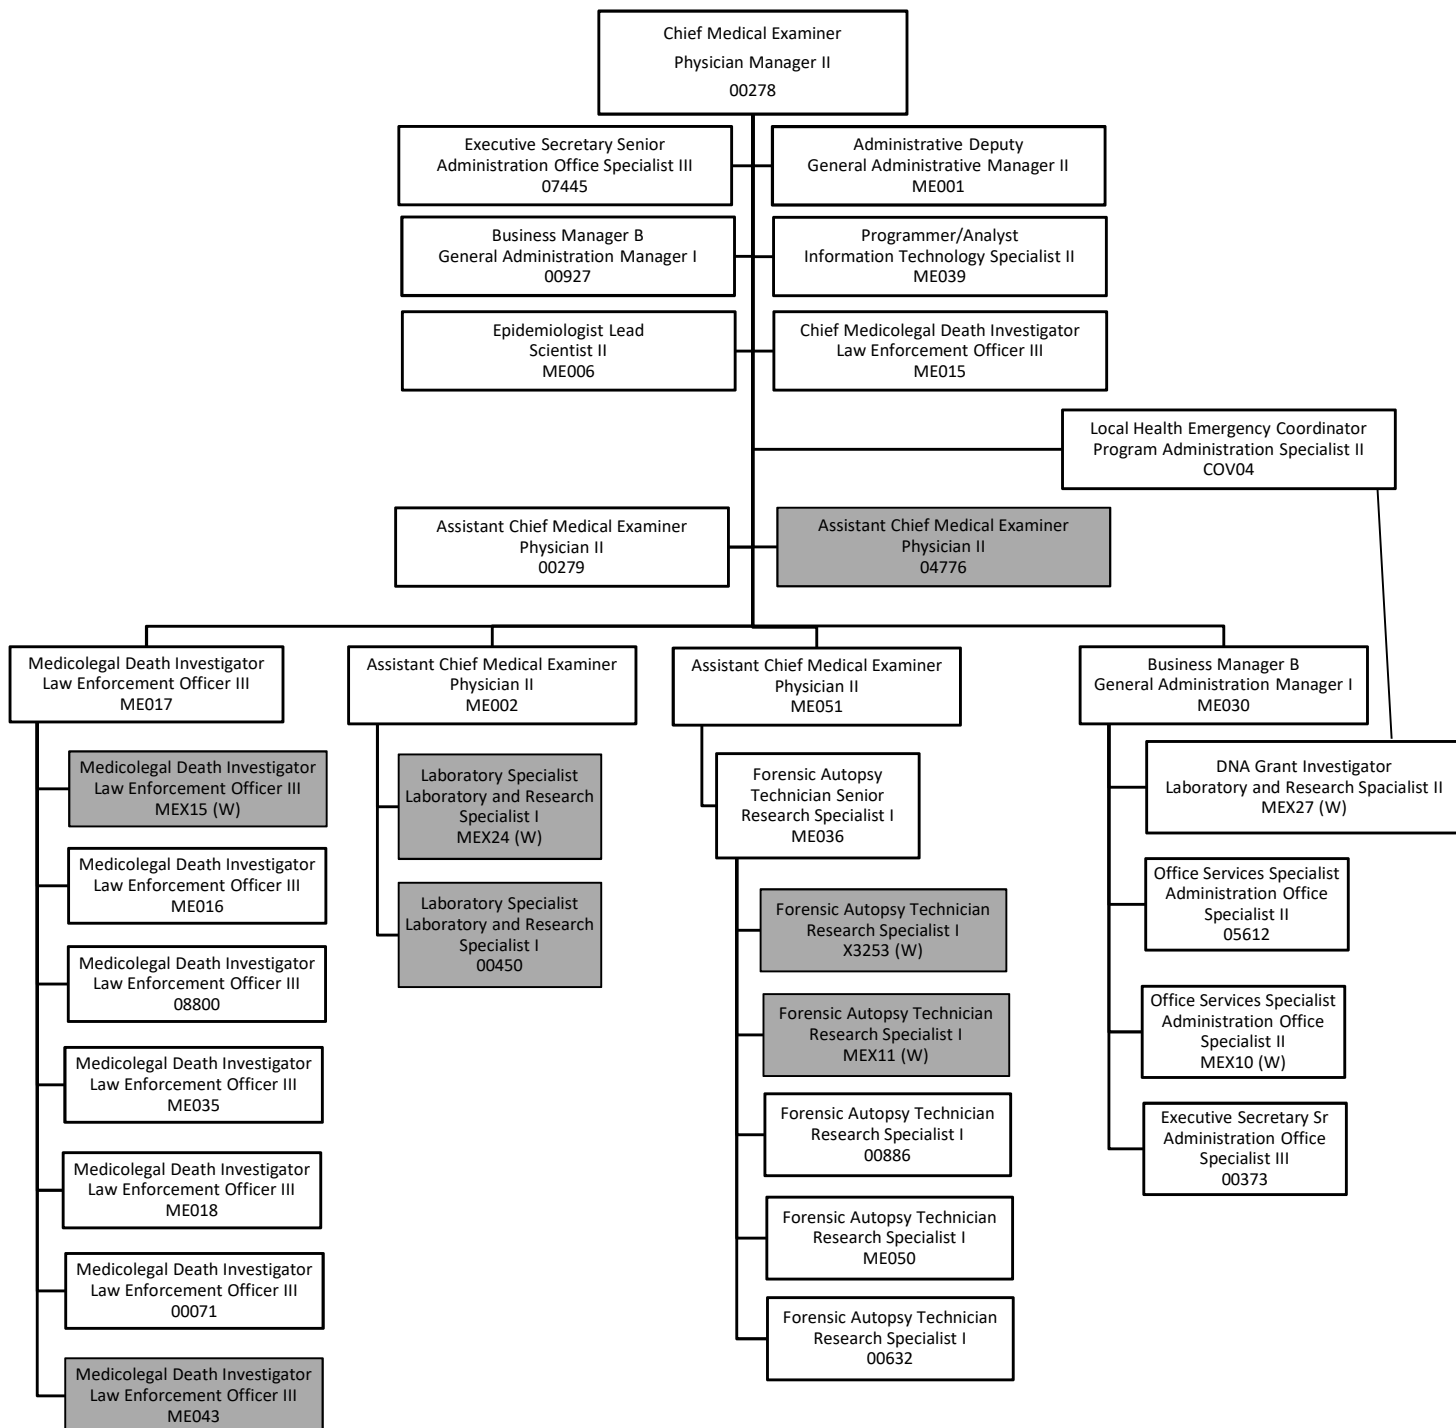 Chief Medical Examiner
Physician Manager II
00278
Executive Secretary Senior
Administration Office Specialist III
07445
Administrative Deputy
General Administrative Manager II
ME001
Business Manager B
General Administration Manager I
00927
Programmer/Analyst
Information Technology Specialist II
ME039
Epidemiologist Lead
Scientist II
ME006
Chief Medicolegal Death Investigator
Law Enforcement Officer III
ME015
Local Health Emergency Coordinator
Program Administration Specialist II
COV04
Assistant Chief Medical Examiner
Physician II
00279
Assistant Chief Medical Examiner
Physician II
04776
Medicolegal Death Investigator
Law Enforcement Officer III
ME017
Medicolegal Death Investigator
Law Enforcement Officer III
MEX15 (W)
Medicolegal Death Investigator
Law Enforcement Officer III
ME016
Medicolegal Death Investigator
Law Enforcement Officer III
08800
Medicolegal Death Investigator
Law Enforcement Officer III
ME035
Medicolegal Death Investigator
Law Enforcement Officer III
ME018
Medicolegal Death Investigator
Law Enforcement Officer III
00071
Medicolegal Death Investigator
Law Enforcement Officer III
ME043
Assistant Chief Medical Examiner
Physician II
ME002
Laboratory Specialist
Laboratory and Research
Specialist I
MEX24 (W)
Laboratory Specialist
Laboratory and Research
Specialist I
00450
Assistant Chief Medical Examiner
Physician II
ME051
Forensic Autopsy
Technician Senior
Research Specialist I
ME036
Forensic Autopsy Technician
Research Specialist I
X3253 (W)
Forensic Autopsy Technician
Research Specialist I
MEX11 (W)
Forensic Autopsy Technician
Research Specialist I
00886
Forensic Autopsy Technician
Research Specialist I
ME050
Forensic Autopsy Technician
Research Specialist I
00632
Business Manager B
General Administration Manager I
ME030
DNA Grant Investigator
Laboratory and Research Spacialist II
MEX27 (W)
Office Services Specialist
Administration Office
Specialist II
05612
Office Services Specialist
Administration Office
Specialist II
MEX10 (W)
Executive Secretary Sr
Administration Office
Specialist III
00373